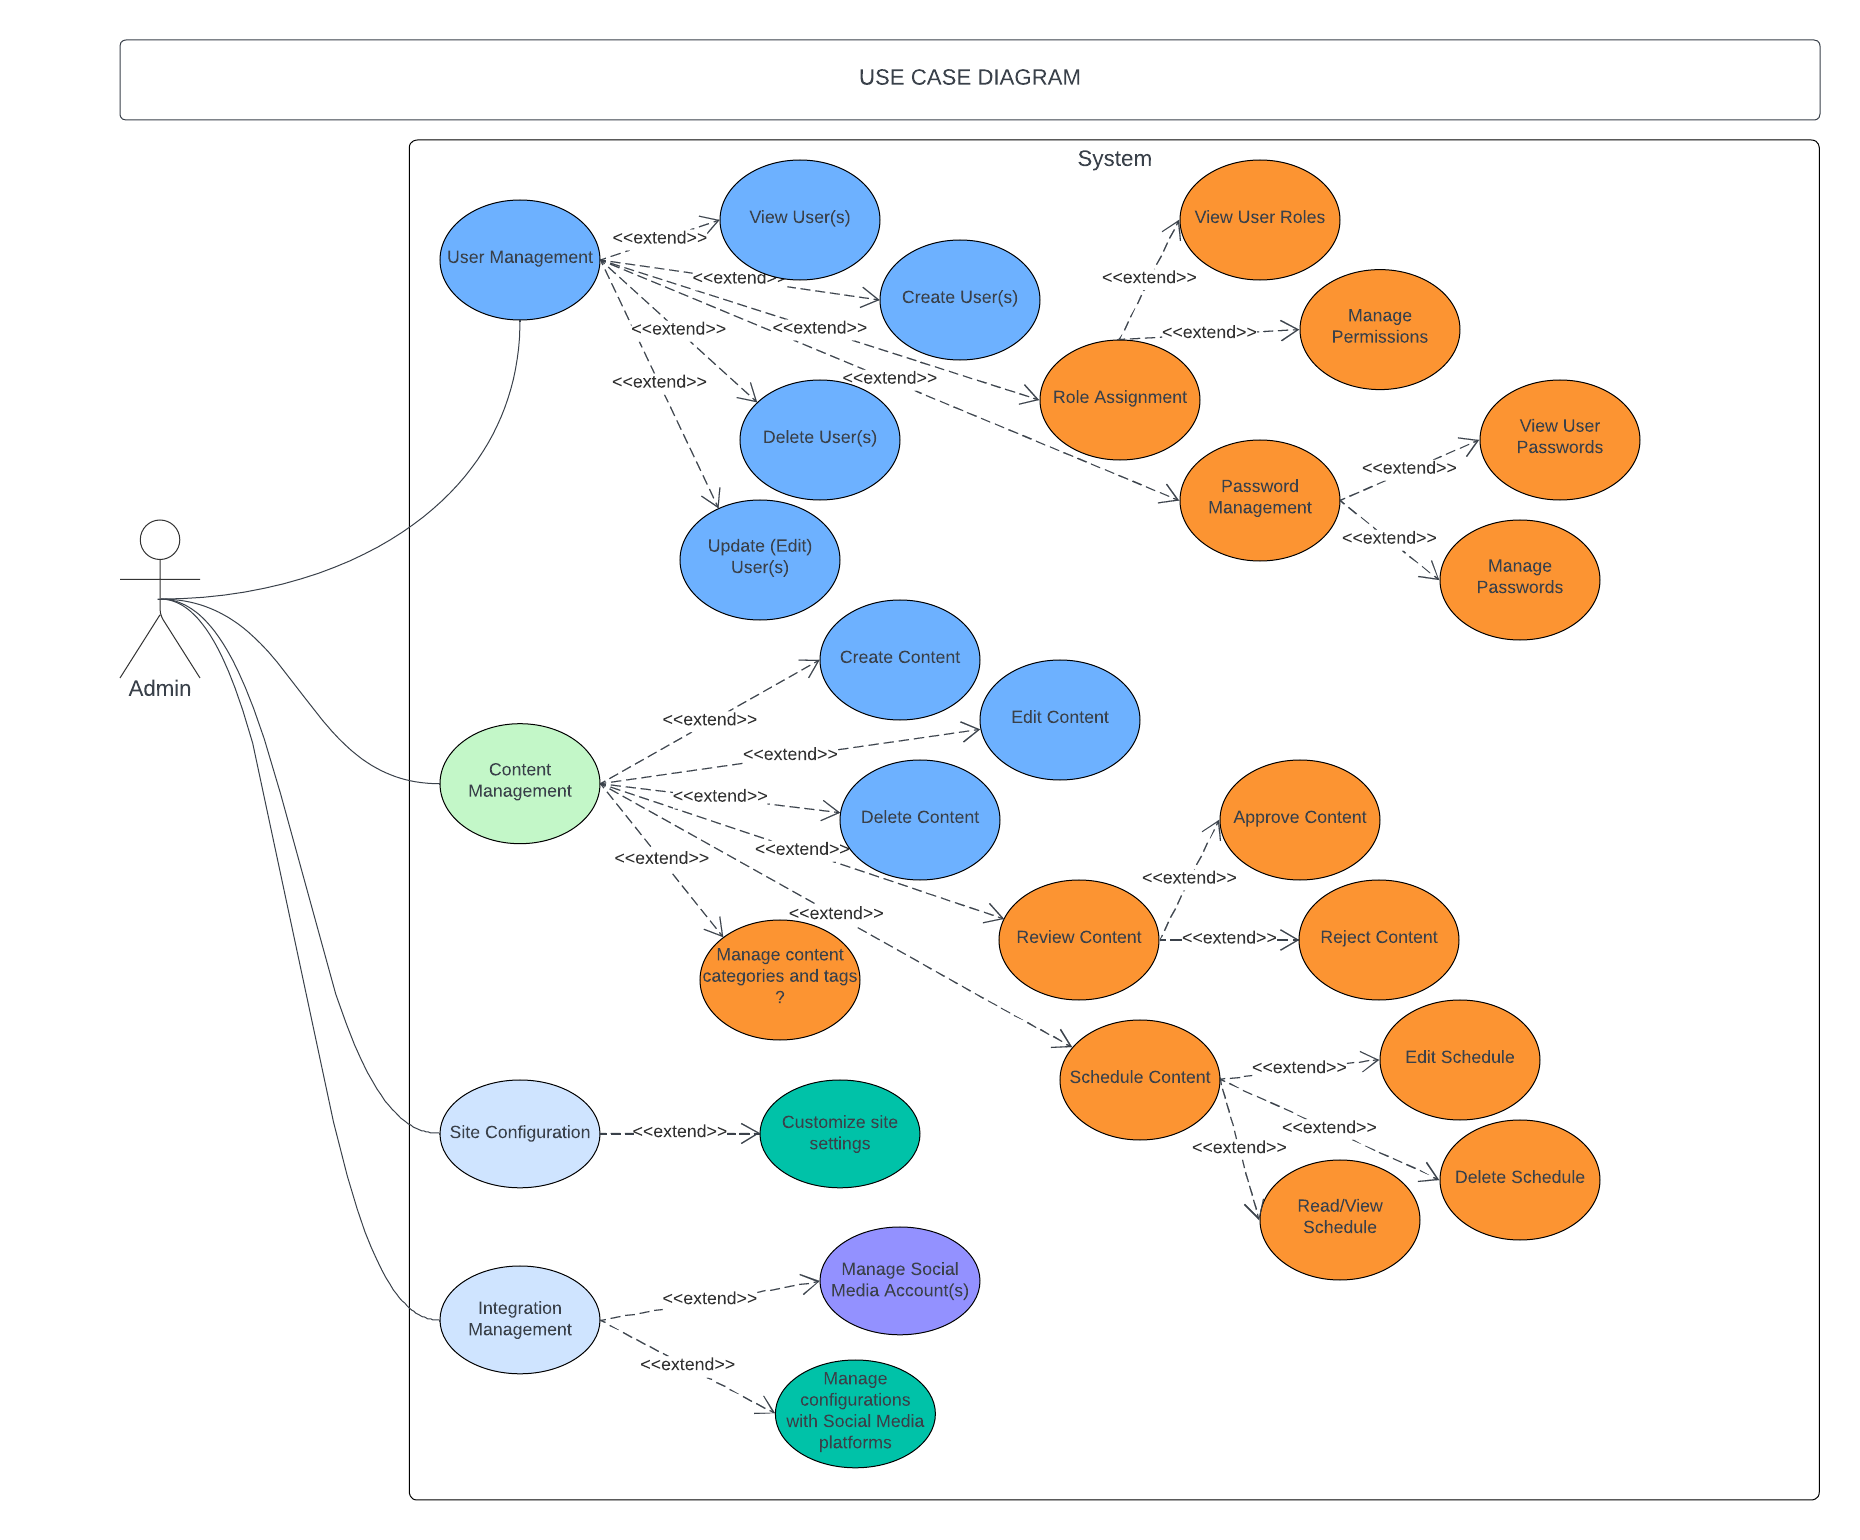 USE CASE DIAGRAM
System
View User(s)
View User Roles
<<extend>>
User Management
<<extend>>
<<extend>>
Create User(s)
Manage
Permissions
<<extend>>
<<extend>>
<<extend>>
<<extend>>
<<extend>>
Role Assignment
Delete User(s)
View User
Passwords
<<extend>>
Password
Management
<<extend>>
Update (Edit)
User(s)
Manage
Passwords
Admin
Create Content
Edit Content
<<extend>>
<<extend>>
Content
Management
<<extend>>
Delete Content
Approve Content
<<extend>>
<<extend>>
<<extend>>
<<extend>>
Review Content
<<extend>>
Reject Content
Manage content
categories and tags
?
Schedule Content
<<extend>>
Edit Schedule
<<extend>>
<<extend>>
Delete Schedule
Read/View
Schedule
Site Configuration
<<extend>>
Customize site
settings
Manage Social
Media Account(s)
<<extend>>
Integration
Management
<<extend>>
Manage
configurations
with Social Media
platforms